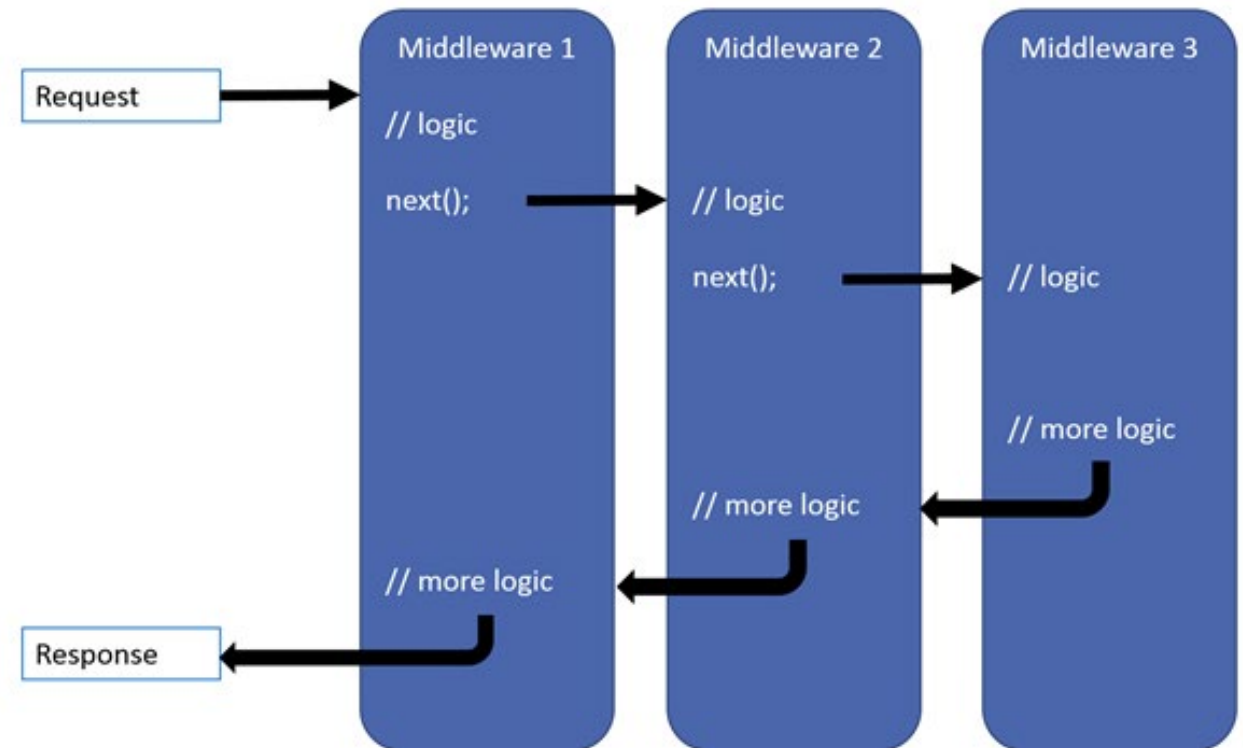 Middleware 1
Middleware 2
Middleware 3
Request
// logic
next();
// logic
next();
// logic
// more logic
// more logic
// more logic
Response